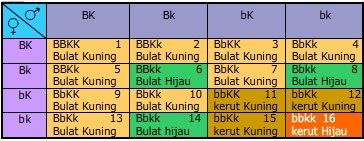 ♀ ♂ BK Bk bK bk
BK BBKK 1 BBKk 2 BbKK 3 BbKk 4
Bulat Kuning Bulat Kuning Bulat Kuning Bulat Kuning
Bk BBKk 5 BBkk 6 BbKk 7 Bbkk 8
Bulat Kuning Bulat Hijau Bulat Kuning Bulat Hijau
bK BbKK 9 BbKk 10 bbKK 11 bbKk 12
Bulat Kuning Bulat Kuning kerut Kuning kerut Kuning
bk BbKk 13 Bbkk 14 bbKk 15 bbkk 16
Bulat Kuning Bulat hijau kerut Kuning kerut Hijau